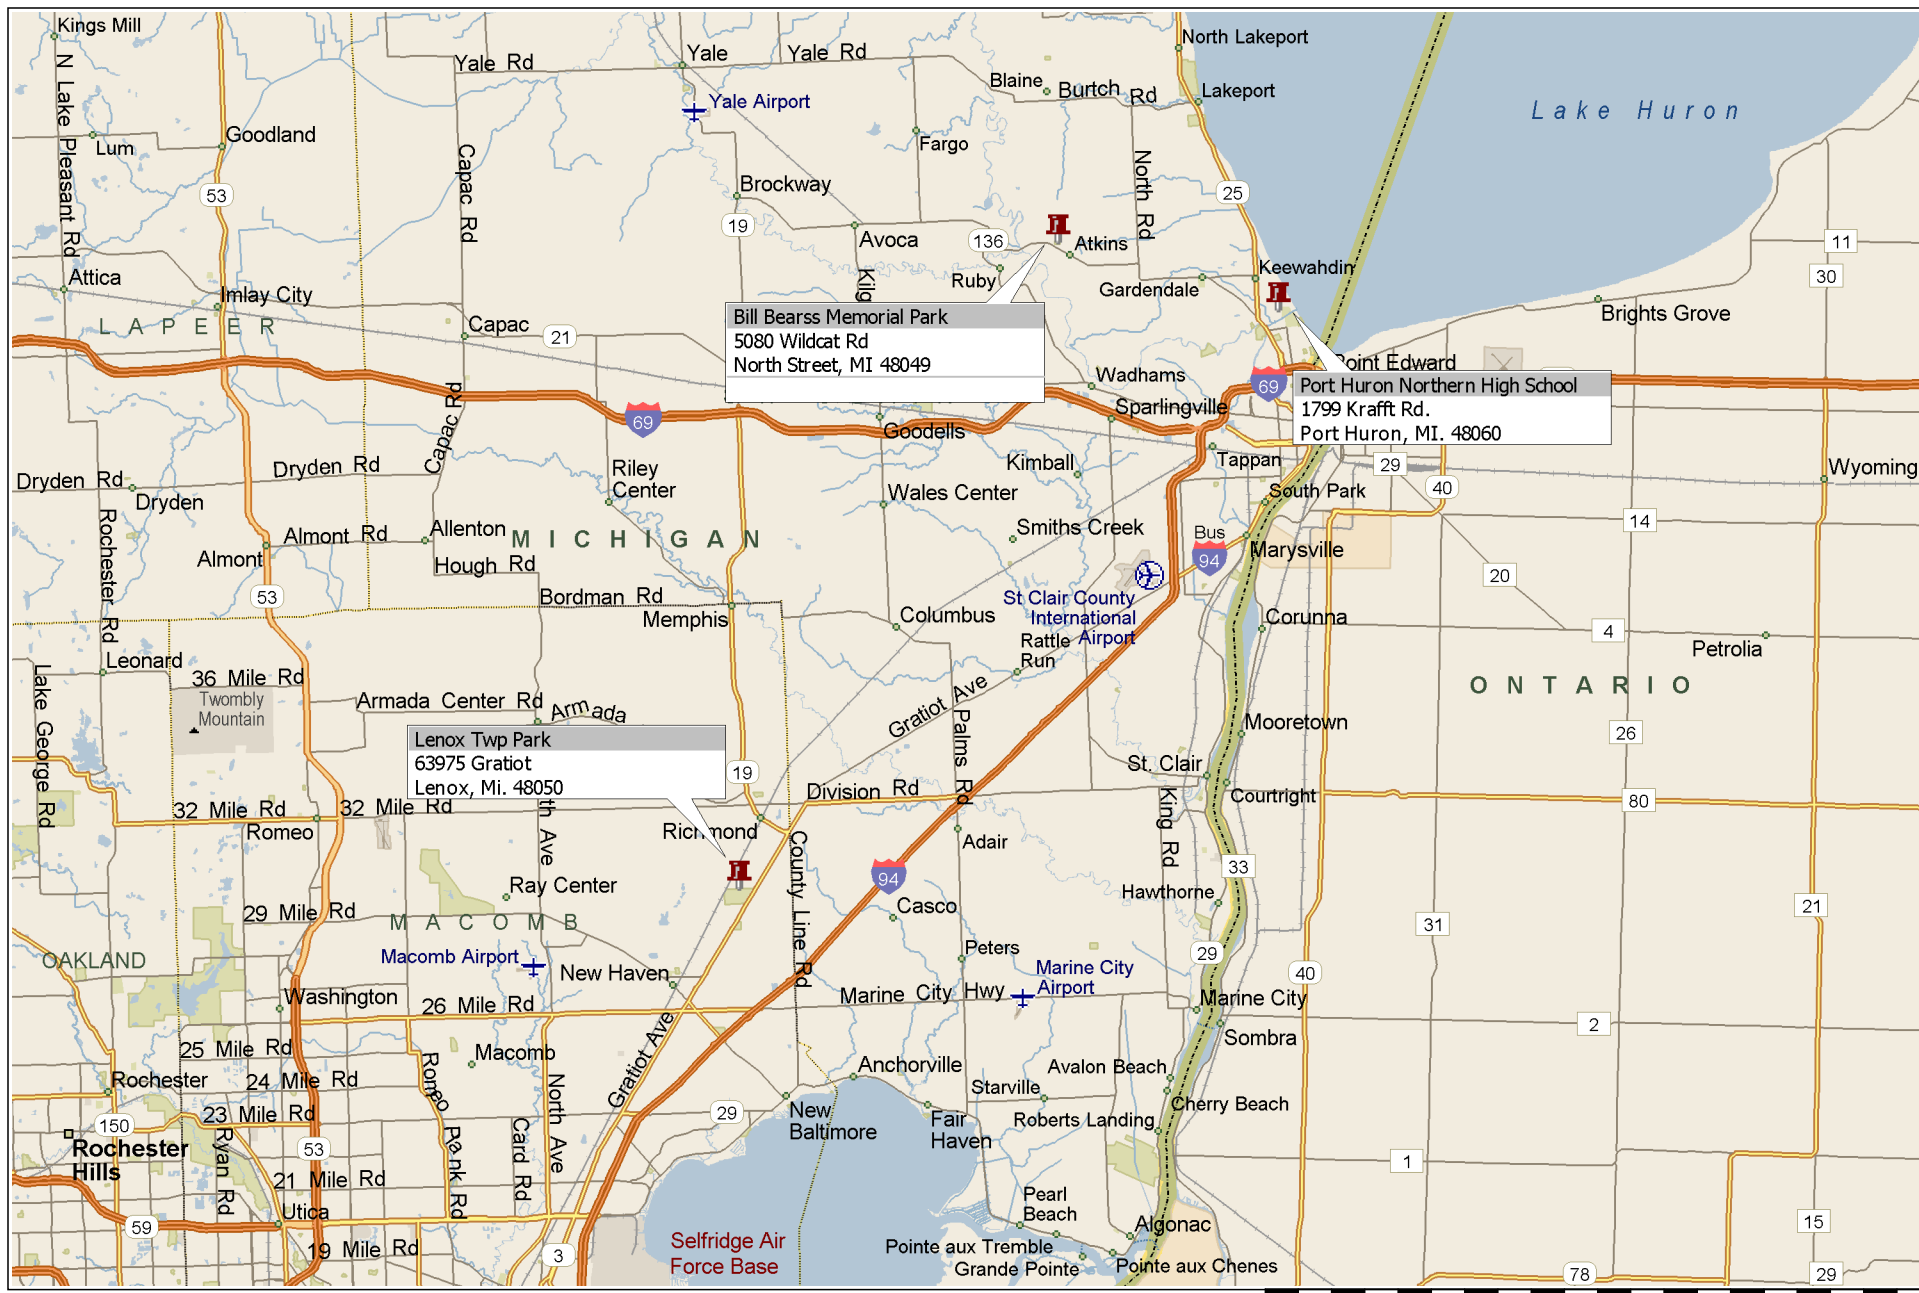 Kings Mill
N Lake Pleasant Rd
Yale Rd
Yale
Yale Rd
North Lakeport
Blaine
Burtch Rd
Lakeport
Yale Airport
Lake Huron
Lum
Goodland
Fargo
Capac Rd
North Rd
53
Brockway
25
19
Avoca
136
Atkins
11
Attica
Kilg
Ruby
Keewahdin
30
Gardendale
Imlay City
LAPEER
Capac
21
Brights Grove
Bill Bearss Memorial Park
5080 Wildcat Rd
North Street, MI 48049
Point Edward
Wadhams
69
Port Huron Northern High School
1799 Krafft Rd.
Port Huron, MI. 48060
Capac Rd
69
Sparlingville
Goodells
Dryden Rd
Dryden
Dryden Rd
Riley
Center
Kimball
Tappan
29
Wyoming
40
Wales Center
South Park
Rochester Rd
Almont
Almont Rd
Allenton
MICHIGAN
Smiths Creek
Bus
94
Marysville
14
Hough Rd
20
53
Bordman Rd
Memphis
St Clair County
International
Airport
Columbus
Corunna
4
Petrolia
Rattle
Run
Leonard
Lake George Rd
36 Mile Rd
Twombly
Mountain
Armada Center Rd
Armada
Gratiot Ave
Palms Rd
ONTARIO
Mooretown
26
Lenox Twp Park
63975 Gratiot
Lenox, Mi. 48050
19
St. Clair
Division Rd
King Rd
Courtright
80
32 Mile Rd
32 Mile Rd
Romeo
th Ave
Richmond
County Line Rd
Adair
94
33
Ray Center
Hawthorne
29 Mile Rd
MACOMB
Casco
21
31
OAKLAND
Macomb Airport
New Haven
Peters
29
Marine City
Airport
40
Washington
26 Mile Rd
Marine City Hwy
Marine City
Sombra
2
25 Mile Rd
Gratiot Ave
Romeo Plank Rd
Macomb
Anchorville
Avalon Beach
Rochester
24 Mile Rd
North Ave
Starville
23 Mile Rd
29
New
Baltimore
Fair
Haven
Roberts Landing
Cherry Beach
150
Rochester
Hills
Ryan Rd
53
Card Rd
1
21 Mile Rd
Pearl
Beach
Utica
59
Algonac
15
19 Mile Rd
3
Selfridge Air
Force Base
Pointe aux Tremble
Grande Pointe
Pointe aux Chenes
78
29